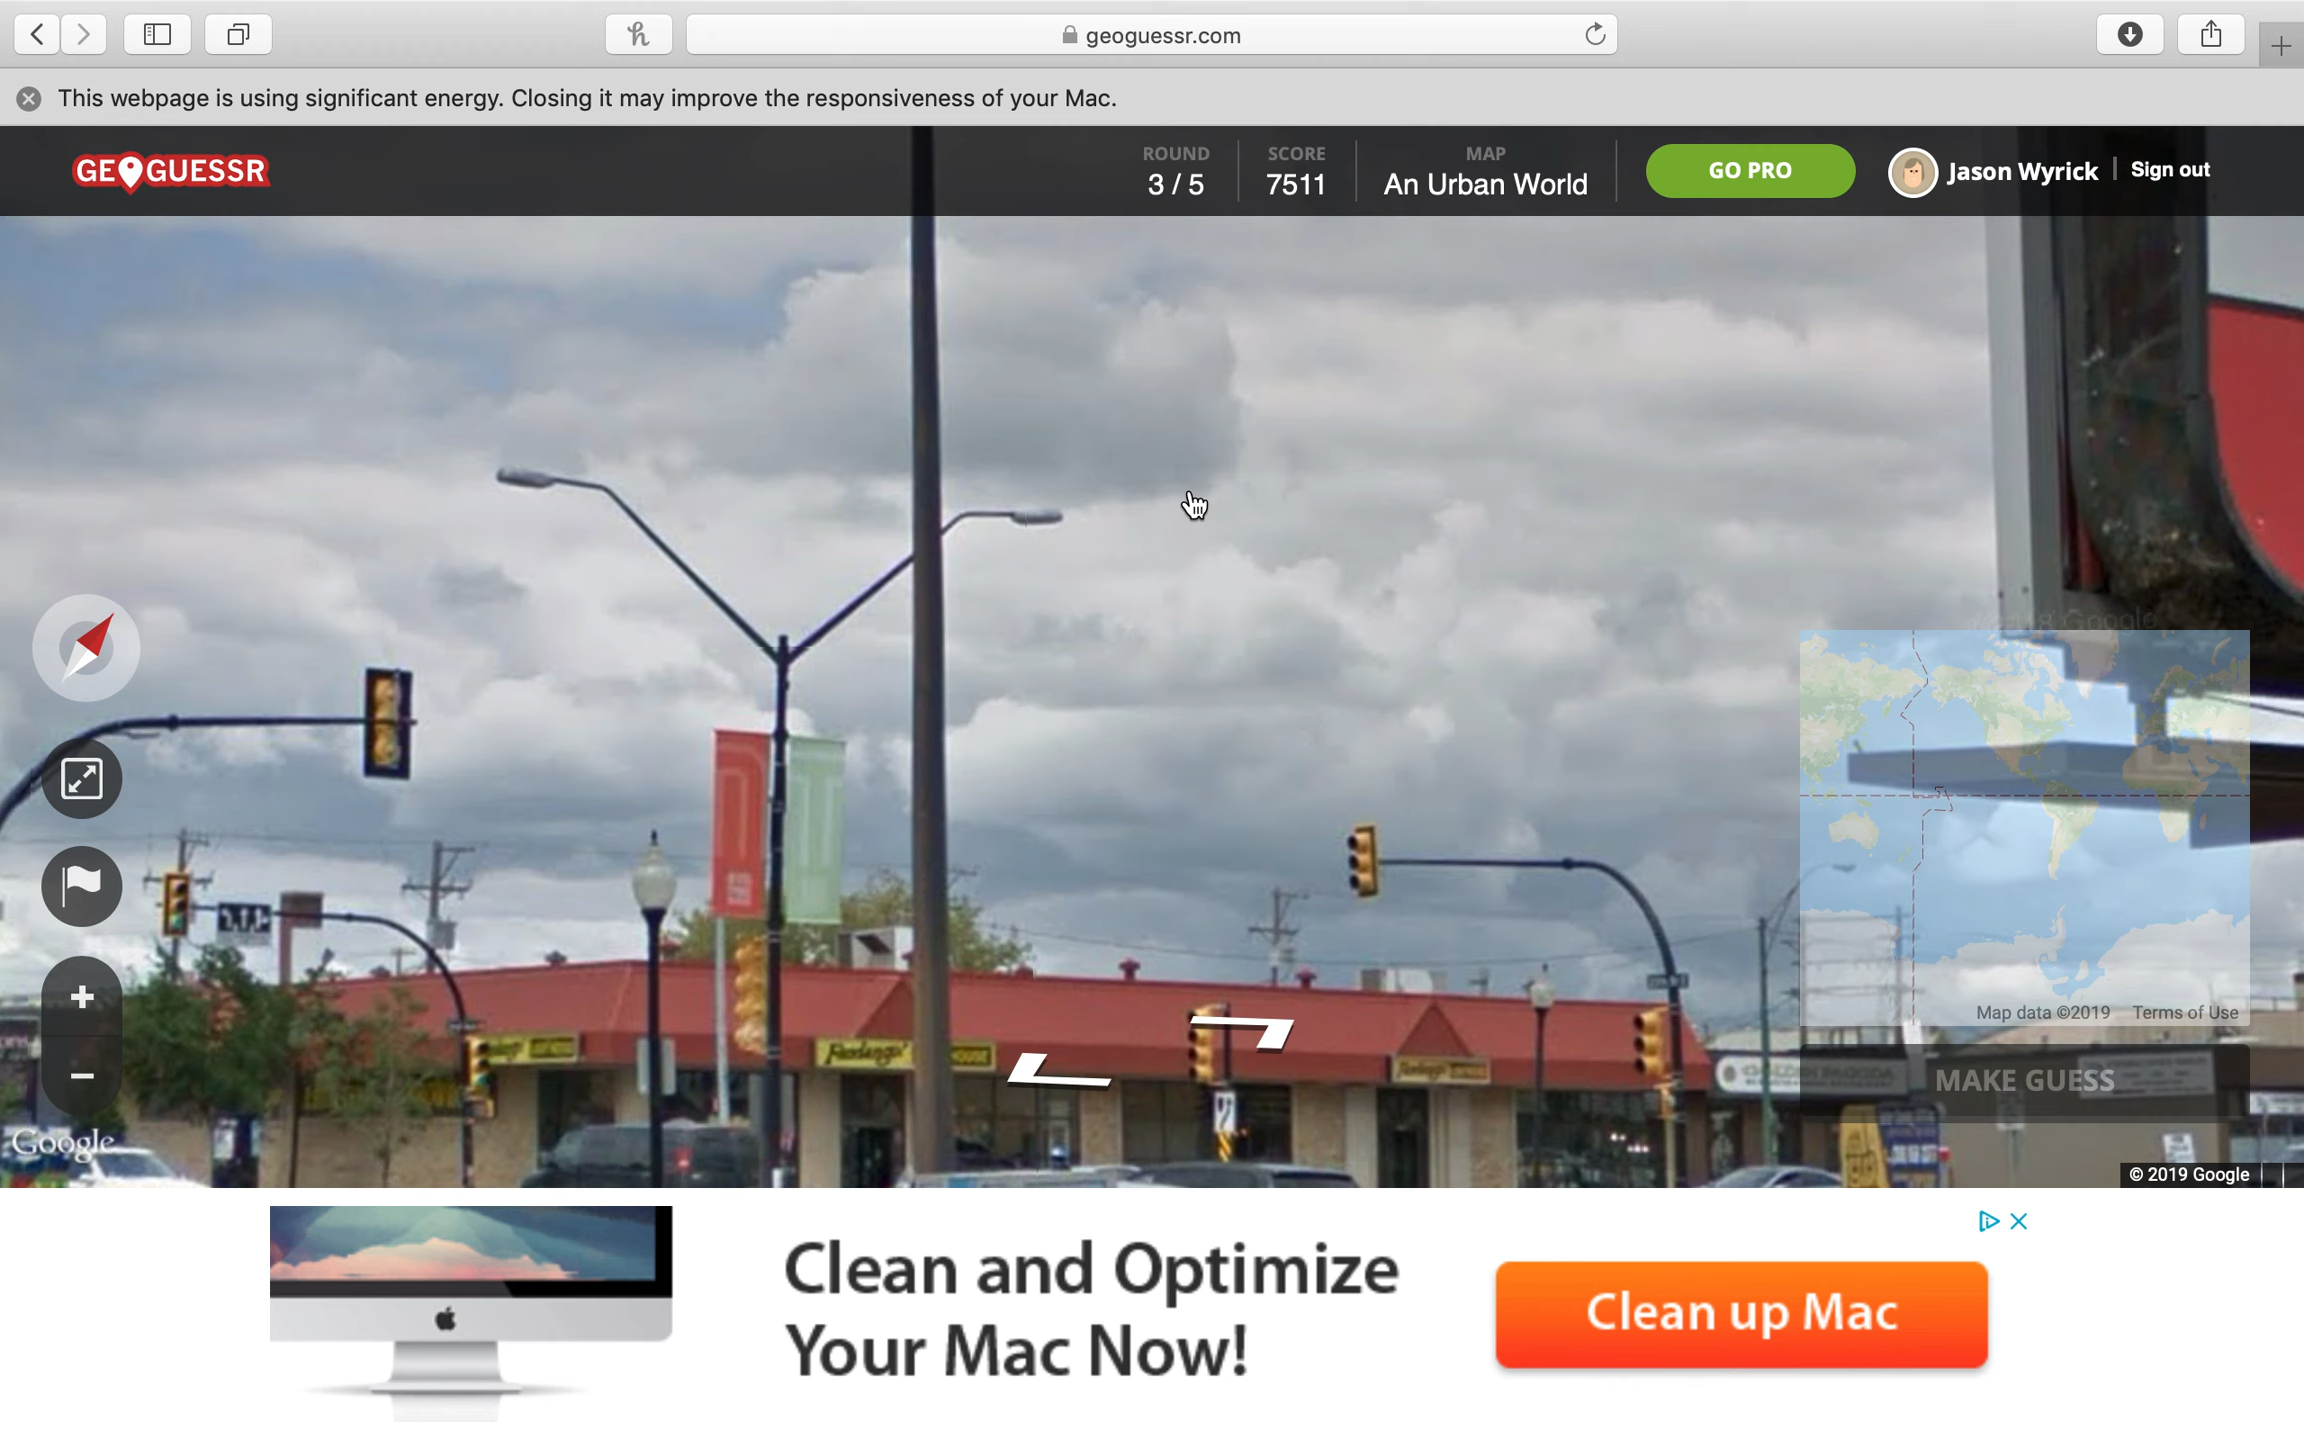 geoguessr.com
This webpage is using significant energy. Closing it may improve the responsiveness of your Mac.
GEOGUESSR
ROUND
3 / 5
SCORE
7511
MAP
An Urban World
GO PRO
Jason Wyrick
Sign out
Map data ©2019
Terms of Use
MAKE GUESS
Google
© 2019 Google
Clean and Optimize
Your Mac Now!
Clean up Mac